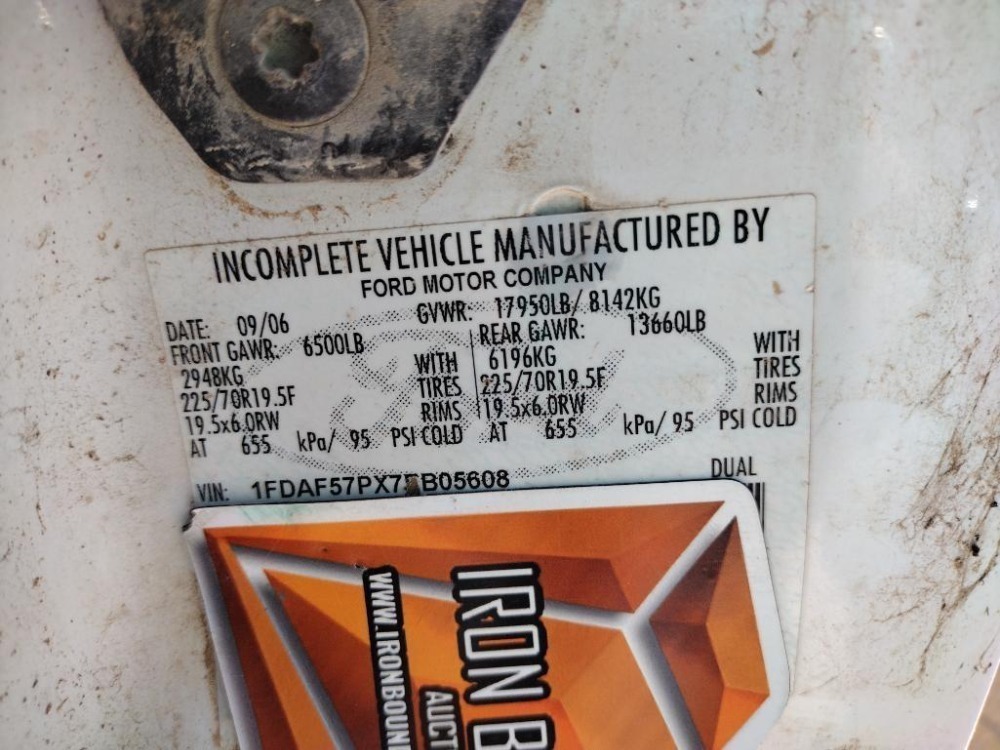 INCOMPLETE VEHICLE MANUFACTURED BY
FORD MOTOR COMPANY
DATE: 09/06 GVWR: 17950LB/ 8142KG
FRONT GAWR: 6500LB REAR GAWR: 13660LB
2948KG WITH 6196KG WITH
225/70R19.5F TIRES 225/70R19.5F TIRES
19.5x6.0RW RIMS 19.5x6.0RW RIMS
AT 655 kPa/ 95 PSI COLD AT 655 kPa/ 95 PSI COLD
DUAL
VIN:
IRON B
AUCT
WWW.IRONBOUN